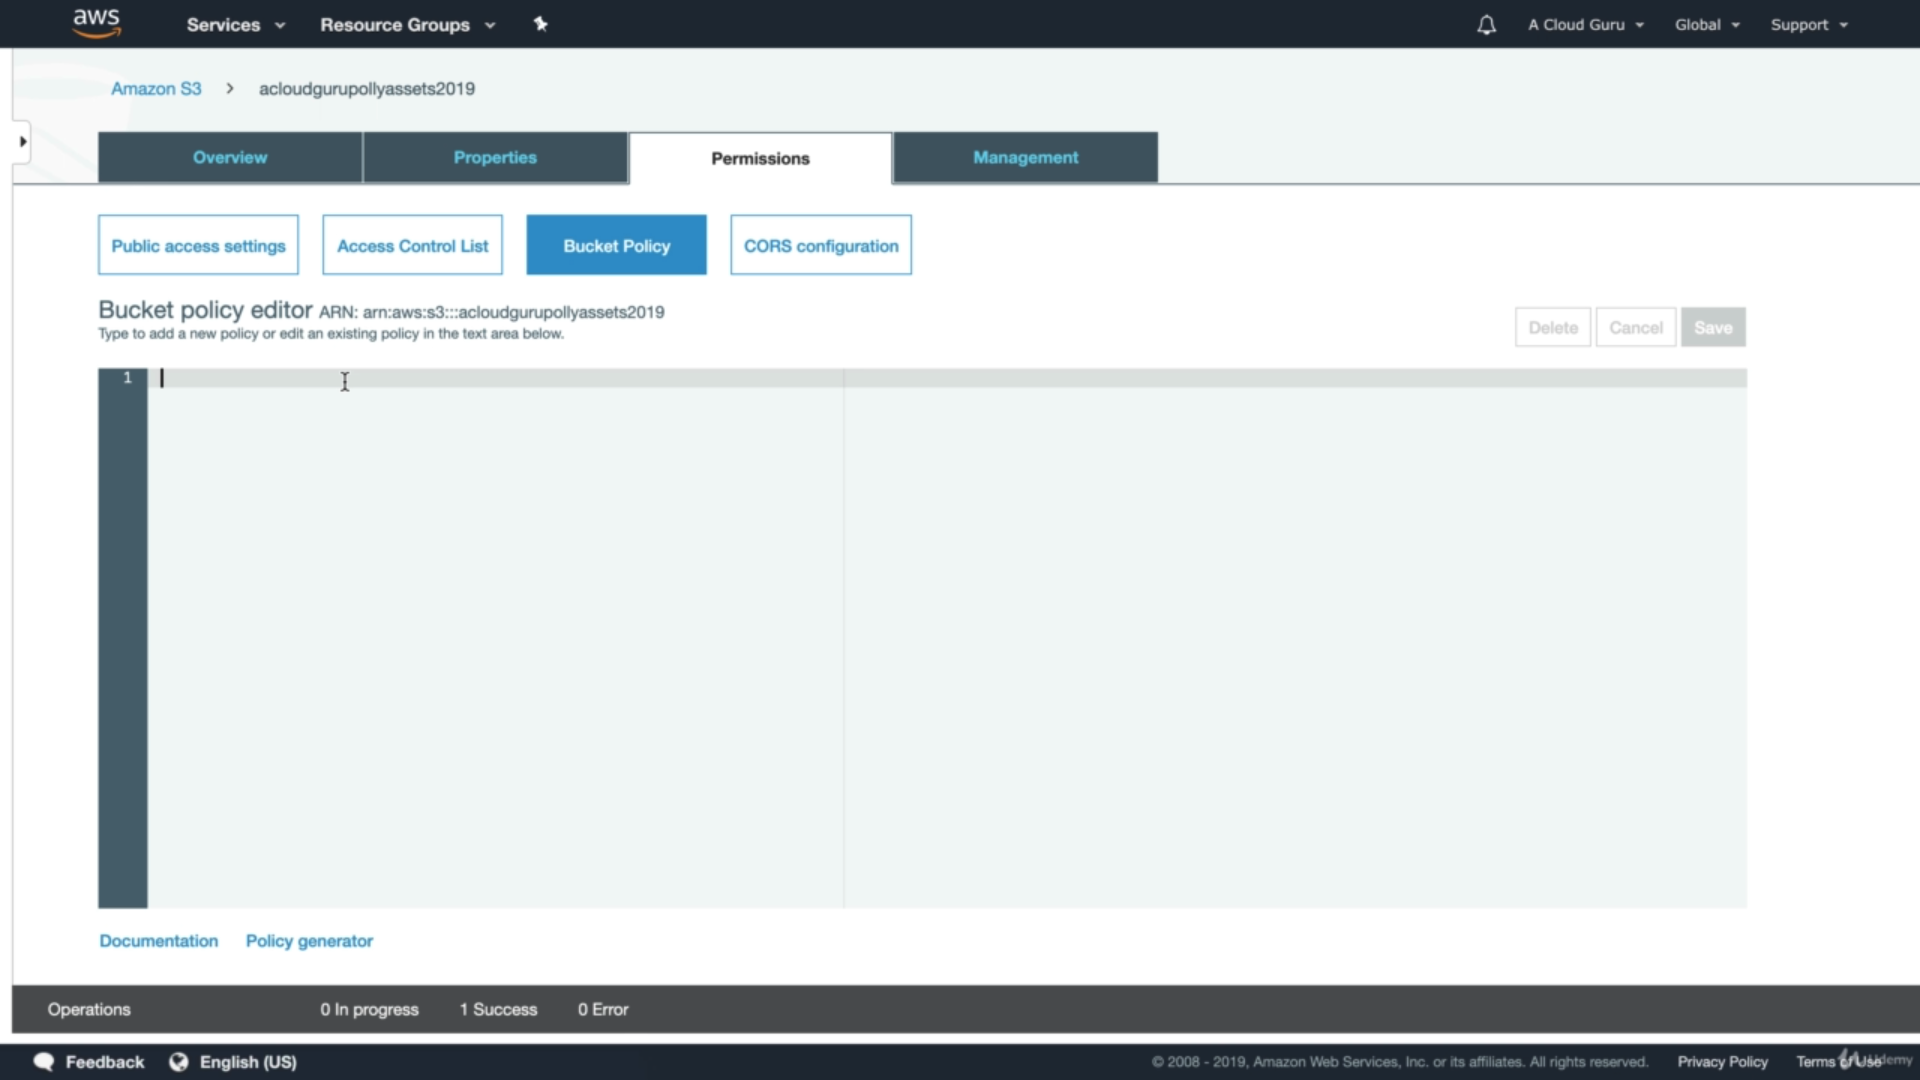 aws Services Resource Groups A Cloud Guru Global Support
Amazon S3 > acloudgurupollyassets2019
Overview Properties Permissions Management
Public access settings Access Control List Bucket Policy CORS configuration
Bucket policy editor ARN: arn:aws:s3:::acloudgurupollyassets2019
Type to add a new policy or edit an existing policy in the text area below.
Delete Cancel Save
1
Documentation Policy generator
Operations 0 In progress 1 Success 0 Error
Feedback English (US) © 2008 - 2019, Amazon Web Services, Inc. or its affiliates. All rights reserved. Privacy Policy Terms of Use